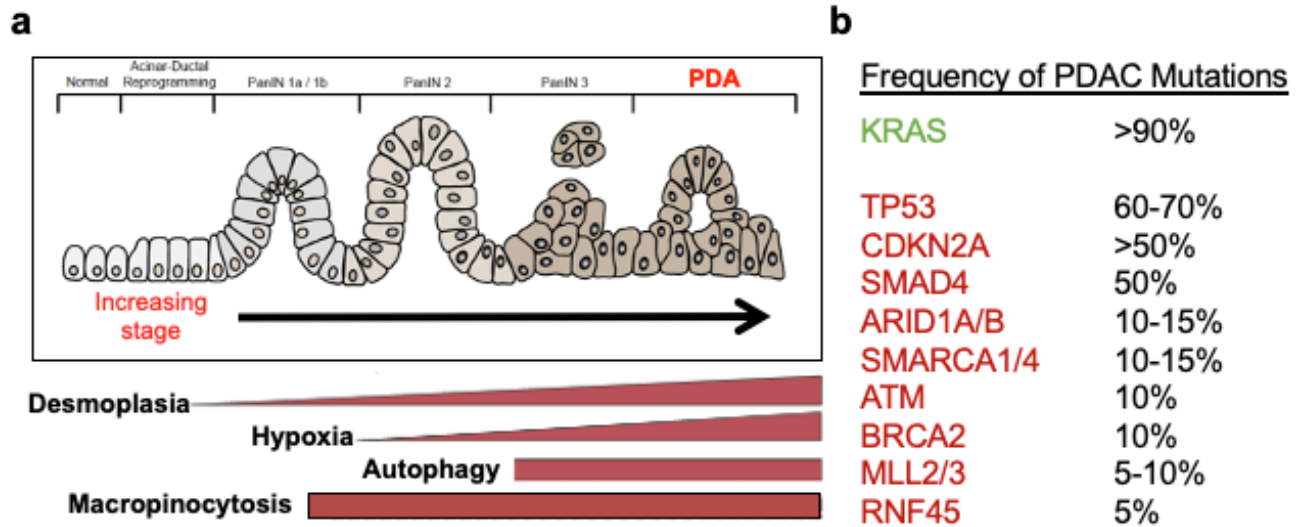 a
Normal
Acinar-Ductal
Reprogramming
PanIN 1a / 1b
PanIN 2
PanIN 3
PDA
Increasing
stage
Desmoplasia
Hypoxia
Autophagy
Macropinocytosis
b
Frequency of PDAC Mutations
KRAS >90%
TP53 60-70%
CDKN2A >50%
SMAD4 50%
ARID1A/B 10-15%
SMARCA1/4 10-15%
ATM 10%
BRCA2 10%
MLL2/3 5-10%
RNF45 5%